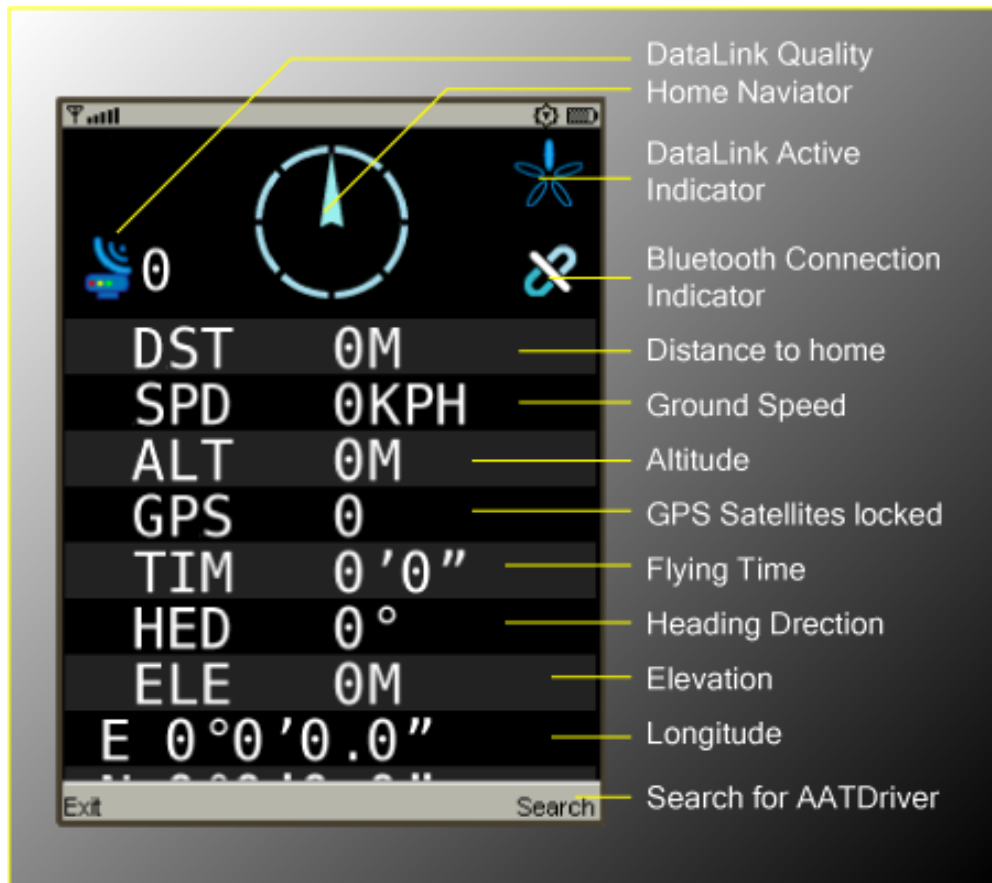 DataLink Quality
Home Naviator
DataLink Active
Indicator
0
Bluetooth Connection
Indicator
DST 0M
Distance to home
SPD 0KPH
Ground Speed
ALT 0M
Altitude
GPS 0
GPS Satellites locked
TIM 0’0”
Flying Time
HED 0°
Heading Drection
ELE 0M
Elevation
E 0°0’0.0”
Longitude
Exit
Search
Search for AATDriver